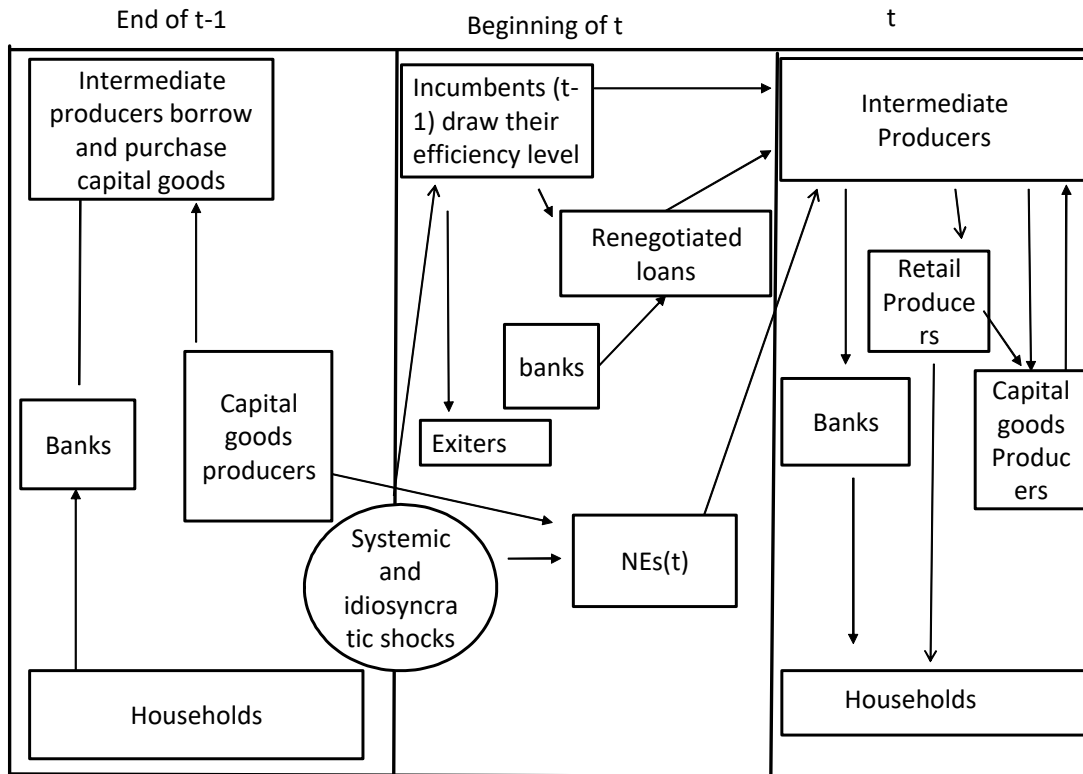 End of t-1
Beginning of t
t
Intermediate
producers borrow
and purchase
capital goods
Banks
Capital
goods
producers
Households
Systemic
and
idiosyncra
tic shocks
Incumbents (t-
1) draw their
efficiency level
Renegotiated
loans
banks
Exiters
NEs(t)
Intermediate
Producers
Retail
Produce
rs
Banks
Capital
goods
Produc
ers
Households